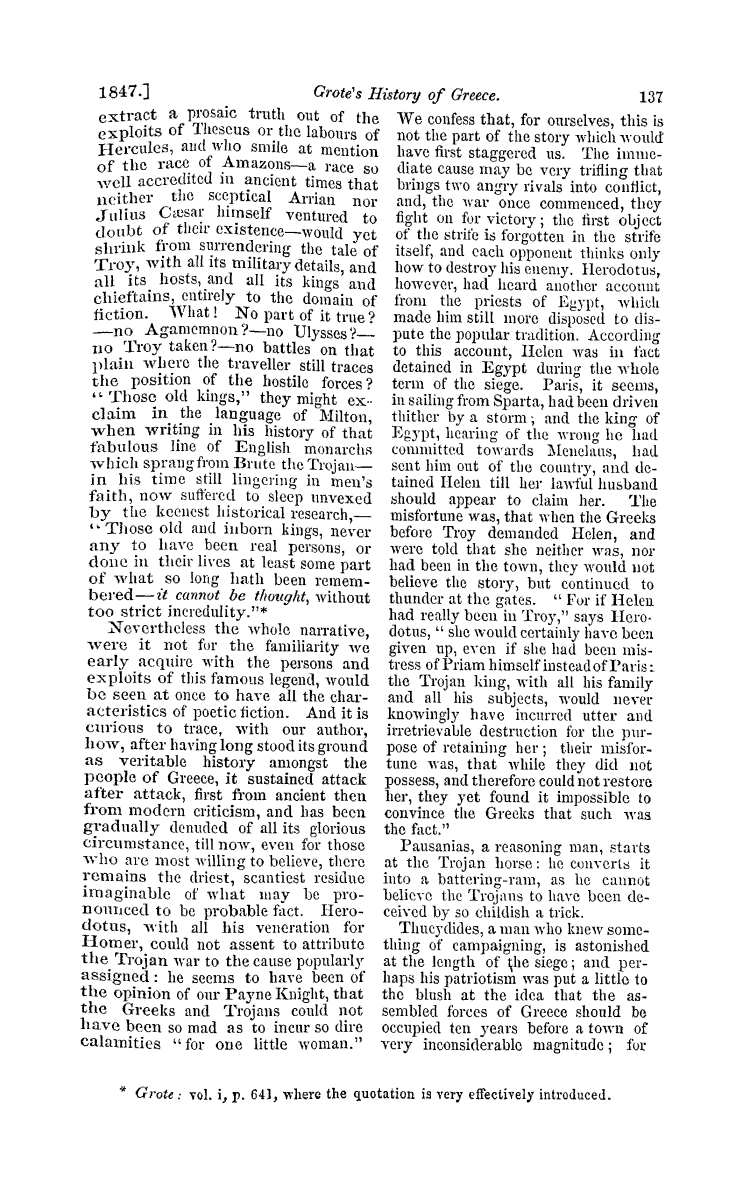 1847.] Grote's History of Greece. 137
extract a prosaic truth out of the
exploits of Theseus or the labours of
Hercules, and who smile at mention
of the race of Amazons—a race so
well accredited in ancient times that
neither the sceptical Arrian nor
Julius Cæsar himself ventured to
doubt of their existence—would yet
shrink from surrendering the tale of
Troy, with all its military details, and
all its hosts, and all its kings and
chieftains, entirely to the domain of
fiction. What! No part of it true?
—no Agamemnon?—no Ulysses?—
no Troy taken?—no battles on that
plain where the traveller still traces
the position of the hostile forces?
"Those old kings," they might ex-
claim in the language of Milton,
when writing in his history of that
fabulous line of English monarchs
which sprang from Brute the Trojan—
in his time still lingering in men's
faith, now suffered to sleep unvexed
by the keenest historical research,—
"Those old and inborn kings, never
any to have been real persons, or
done in their lives at least some part
of what so long hath been remem-
bered—it cannot be thought, without
too strict incredulity."*
Nevertheless the whole narrative,
were it not for the familiarity we
early acquire with the persons and
exploits of this famous legend, would
be seen at once to have all the char-
acteristics of poetic fiction. And it is
curious to trace, with our author,
how, after having long stood its ground
as veritable history amongst the
people of Greece, it sustained attack
after attack, first from ancient then
from modern criticism, and has been
gradually denuded of all its glorious
circumstance, till now, even for those
who are most willing to believe, there
remains the driest, scantiest residue
imaginable of what may be pro-
nounced to be probable fact. Hero-
dotus, with all his veneration for
Homer, could not assent to attribute
the Trojan war to the cause popularly
assigned: he seems to have been of
the opinion of our Payne Knight, that
the Greeks and Trojans could not
have been so mad as to incur so dire
calamities "for one little woman."
We confess that, for ourselves, this is
not the part of the story which would
have first staggered us. The imme-
diate cause may be very trifling that
brings two angry rivals into conflict,
and, the war once commenced, they
fight on for victory; the first object
of the strife is forgotten in the strife
itself, and each opponent thinks only
how to destroy his enemy. Herodotus,
however, had heard another account
from the priests of Egypt, which
made him still more disposed to dis-
pute the popular tradition. According
to this account, Helen was in fact
detained in Egypt during the whole
term of the siege. Paris, it seems,
in sailing from Sparta, had been driven
thither by a storm; and the king of
Egypt, hearing of the wrong he had
committed towards Menelaus, had
sent him out of the country, and de-
tained Helen till her lawful husband
should appear to claim her. The
misfortune was, that when the Greeks
before Troy demanded Helen, and
were told that she neither was, nor
had been in the town, they would not
believe the story, but continued to
thunder at the gates. "For if Helen
had really been in Troy," says Hero-
dotus, "she would certainly have been
given up, even if she had been mis-
tress of Priam himself instead of Paris:
the Trojan king, with all his family
and all his subjects, would never
knowingly have incurred utter and
irretrievable destruction for the pur-
pose of retaining her; their misfor-
tune was, that while they did not
possess, and therefore could not restore
her, they yet found it impossible to
convince the Greeks that such was
the fact."
Pausanias, a reasoning man, starts
at the Trojan horse: he converts it
into a battering-ram, as he cannot
believe the Trojans to have been de-
ceived by so childish a trick.
Thucydides, a man who knew some-
thing of campaigning, is astonished
at the length of the siege; and per-
haps his patriotism was put a little to
the blush at the idea that the as-
sembled forces of Greece should be
occupied ten years before a town of
very inconsiderable magnitude; for
* Grote: vol. i, p. 641, where the quotation is very effectively introduced.